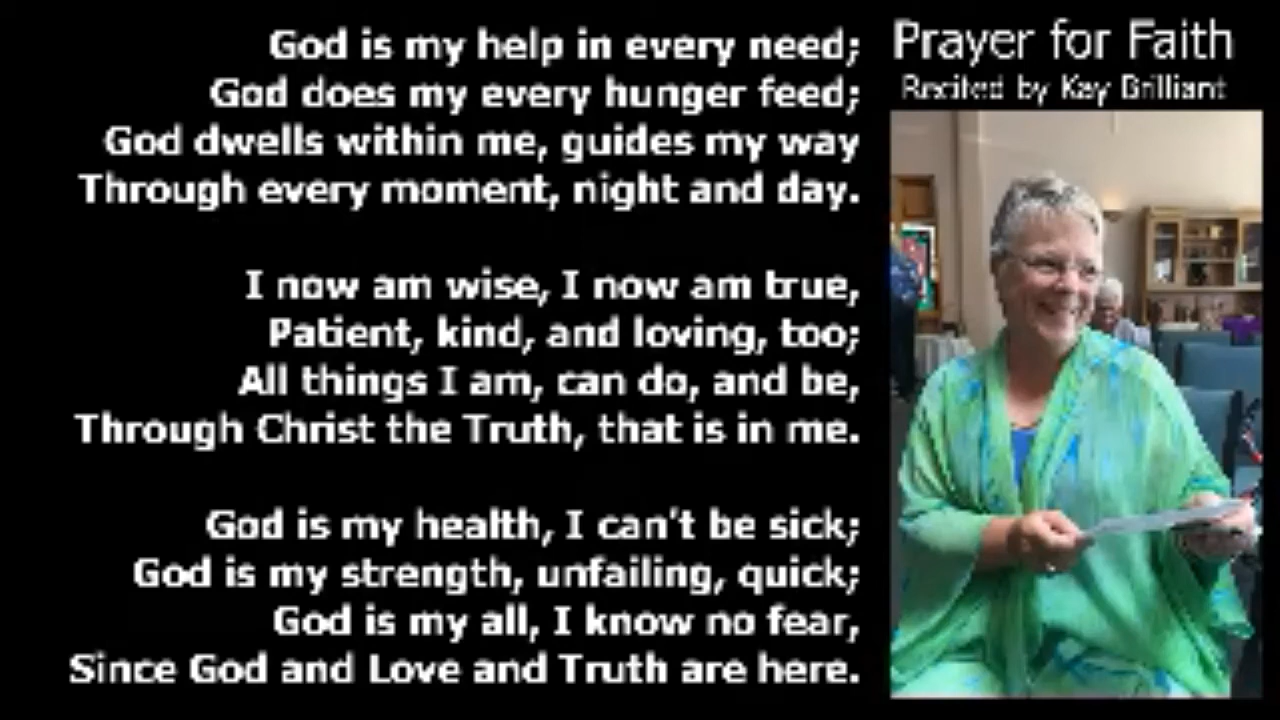 God is my help in every need;
God does my every hunger feed;
God dwells within me, guides my way
Through every moment, night and day.
I now am wise, I now am true,
Patient, kind, and loving, too;
All things I am, can do, and be,
Through Christ the Truth, that is in me.
God is my health, I can't be sick;
God is my strength, unfailing, quick;
God is my all, I know no fear,
Since God and Love and Truth are here.
Prayer for Faith
Recited by Kay Brilliant